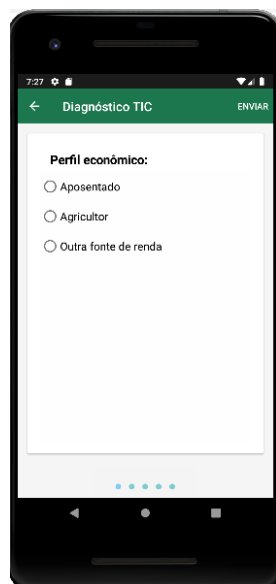 7:27
Diagnóstico TIC
ENVIAR
Perfil econômico:
Aposentado
Agricultor
Outra fonte de renda